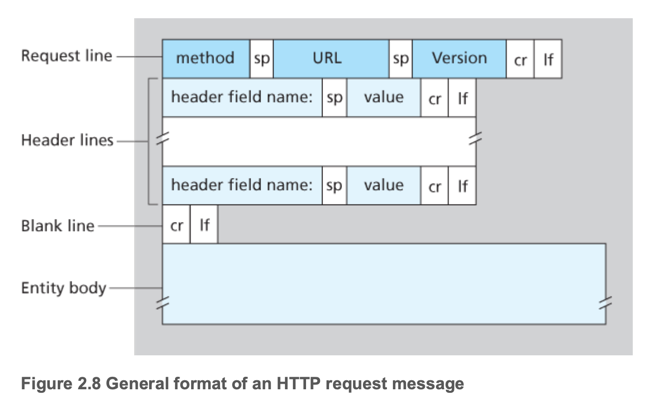 Request line method sp URL sp Version cr lf
header field name: sp value cr lf
Header lines
header field name: sp value cr lf
Blank line cr lf
Entity body
Figure 2.8 General format of an HTTP request message